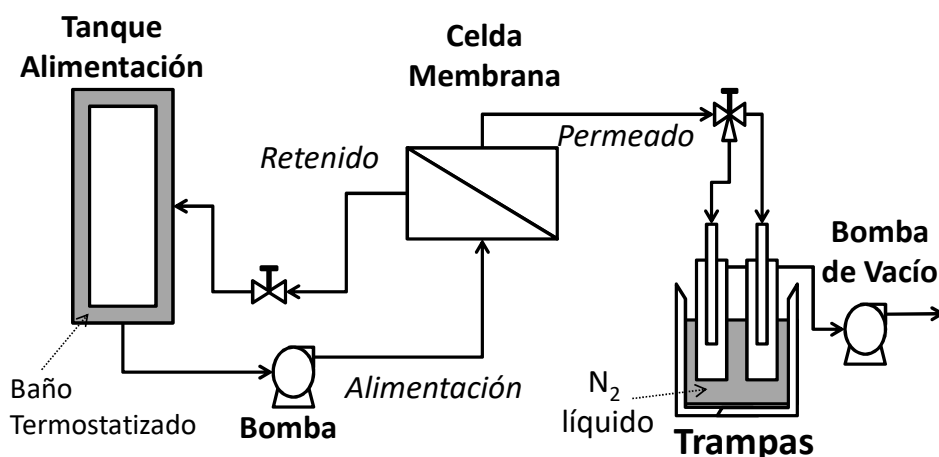 Tanque
Alimentación
Celda
Membrana
Permeado
Retenido
Bomba
de Vacío
Baño
Termostatizado
Bomba
Alimentación
N2
líquido
Trampas